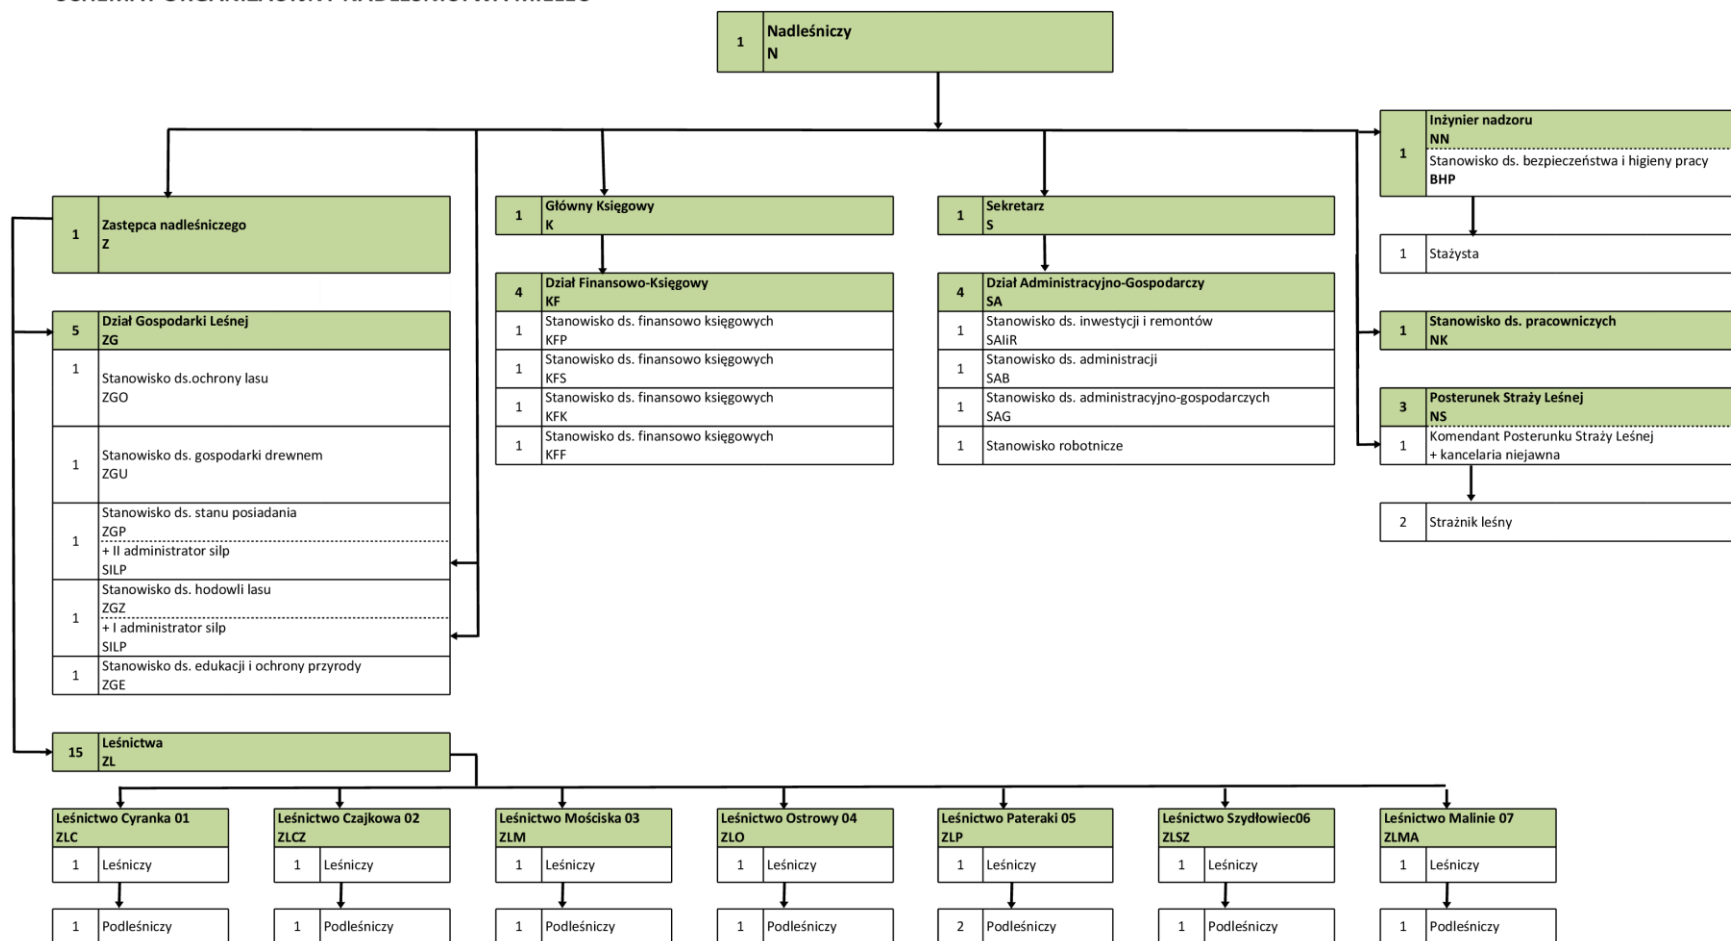 SCHEMAT ORGANIZACYJNY NADLEŚNICTWA MIELEC
1
Nadleśniczy
N
1
Inżynier nadzoru
NN
Stanowisko ds. bezpieczeństwa i higieny pracy
BHP
1
Stażysta
1
Zastępca nadleśniczego
Z
1
Główny Księgowy
K
1
Sekretarz
S
5
Dział Gospodarki Leśnej
ZG
1
Stanowisko ds.ochrony lasu
ZGO
1
Stanowisko ds. gospodarki drewnem
ZGU
1
Stanowisko ds. stanu posiadania
ZGP
+ II administrator silp
SILP
1
Stanowisko ds. hodowli lasu
ZGZ
+ I administrator silp
SILP
1
Stanowisko ds. edukacji i ochrony przyrody
ZGE
4
Dział Finansowo-Księgowy
KF
1
Stanowisko ds. finansowo księgowych
KFP
1
Stanowisko ds. finansowo księgowych
KFS
1
Stanowisko ds. finansowo księgowych
KFK
1
Stanowisko ds. finansowo księgowych
KFF
4
Dział Administracyjno-Gospodarczy
SA
1
Stanowisko ds. inwestycji i remontów
SAIiR
1
Stanowisko ds. administracji
SAB
1
Stanowisko ds. administracyjno-gospodarczych
SAG
1
Stanowisko robotnicze
1
Stanowisko ds. pracowniczych
NK
3
Posterunek Straży Leśnej
NS
1
Komendant Posterunku Straży Leśnej
+ kancelaria niejawna
2
Strażnik leśny
15
Leśnictwa
ZL
Leśnictwo Cyranka 01
ZLC
1
Leśniczy
1
Podleśniczy
Leśnictwo Czajkowa 02
ZLCZ
1
Leśniczy
1
Podleśniczy
Leśnictwo Mościska 03
ZLM
1
Leśniczy
1
Podleśniczy
Leśnictwo Ostrowy 04
ZLO
1
Leśniczy
1
Podleśniczy
Leśnictwo Pateraki 05
ZLP
1
Leśniczy
2
Podleśniczy
Leśnictwo Szydłowiec06
ZLSZ
1
Leśniczy
1
Podleśniczy
Leśnictwo Malinie 07
ZLMA
1
Leśniczy
1
Podleśniczy